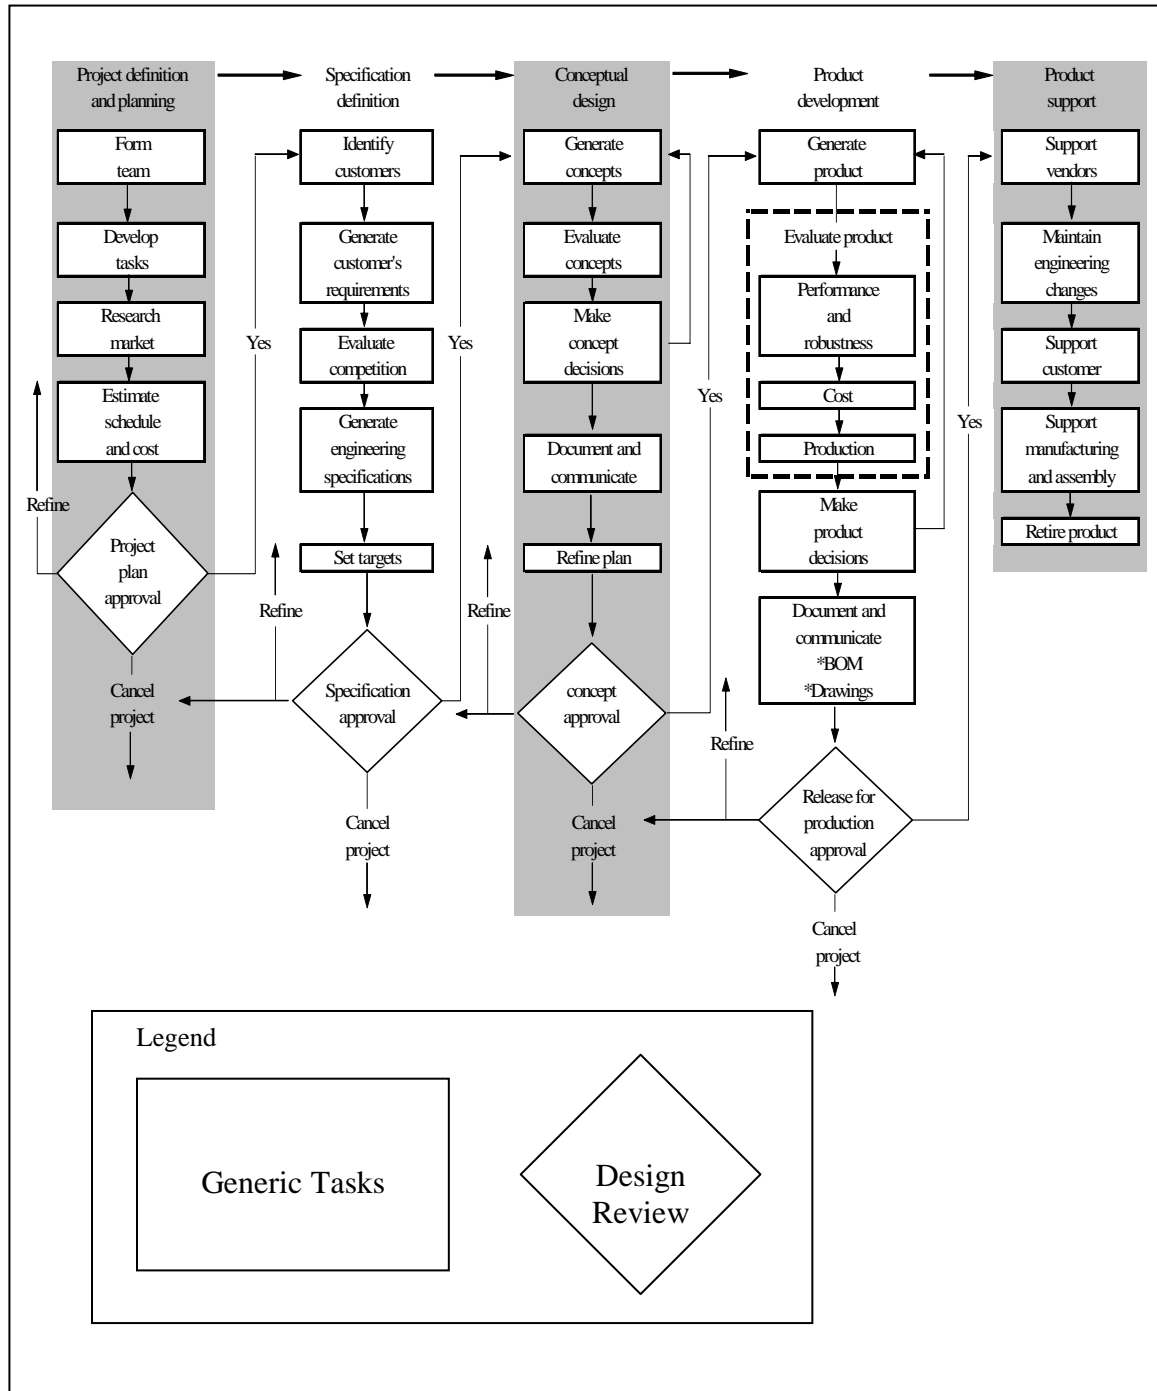 Project definition
and planning
Form
team
Develop
tasks
Research
market
Estimate
schedule
and cost
Refine
Project
plan
approval
Cancel
project
Yes
Specification
definition
Identify
customers
Generate
customer's
requirements
Evaluate
competition
Generate
engineering
specifications
Set targets
Refine
Specification
approval
Cancel
project
Yes
Conceptual
design
Generate
concepts
Evaluate
concepts
Make
concept
decisions
Document and
communicate
Refine plan
Refine
concept
approval
Cancel
project
Yes
Product
development
Generate
product
Evaluate product
Performance
and
robustness
Cost
Production
Make
product
decisions
Document and
communicate
*BOM
*Drawings
Refine
Release for
production
approval
Cancel
project
Yes
Product
support
Support
vendors
Maintain
engineering
changes
Support
customer
Support
manufacturing
and assembly
Retire product
Legend
Generic Tasks
Design
Review